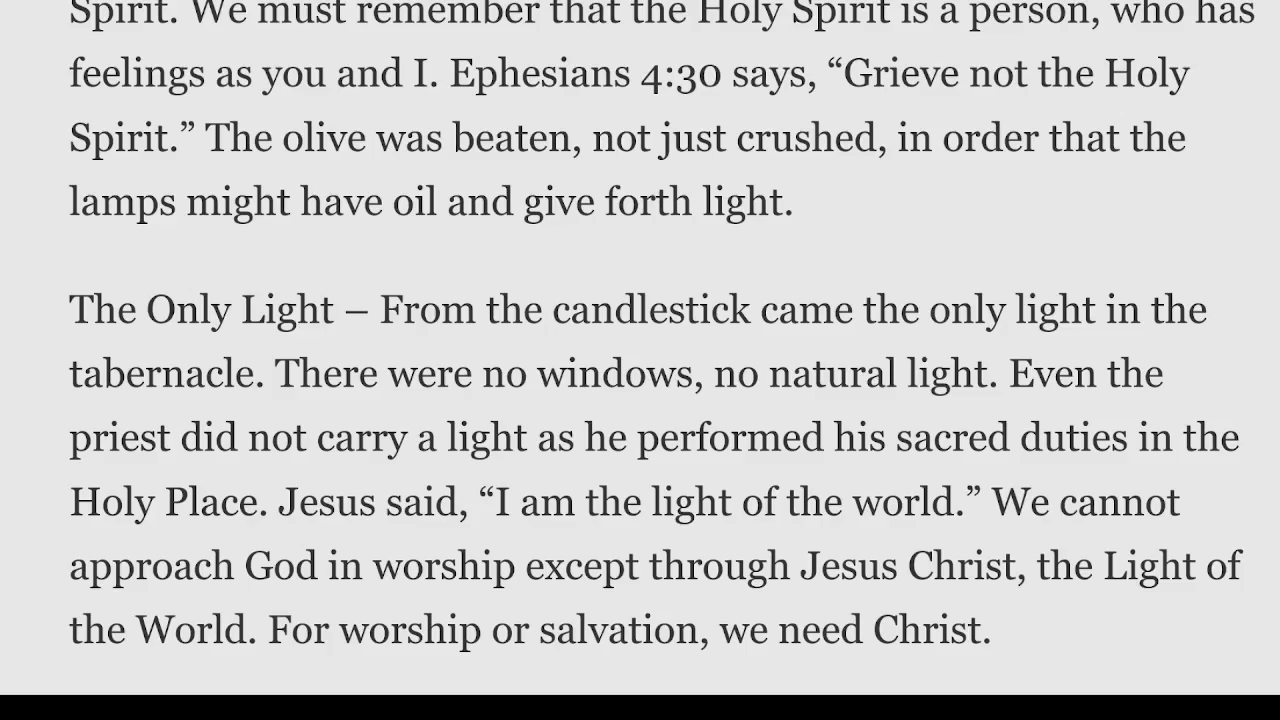 Spirit. We must remember that the Holy Spirit is a person, who has
feelings as you and I. Ephesians 4:30 says, “Grieve not the Holy
Spirit.” The olive was beaten, not just crushed, in order that the
lamps might have oil and give forth light.
The Only Light – From the candlestick came the only light in the
tabernacle. There were no windows, no natural light. Even the
priest did not carry a light as he performed his sacred duties in the
Holy Place. Jesus said, “I am the light of the world.” We cannot
approach God in worship except through Jesus Christ, the Light of
the World. For worship or salvation, we need Christ.